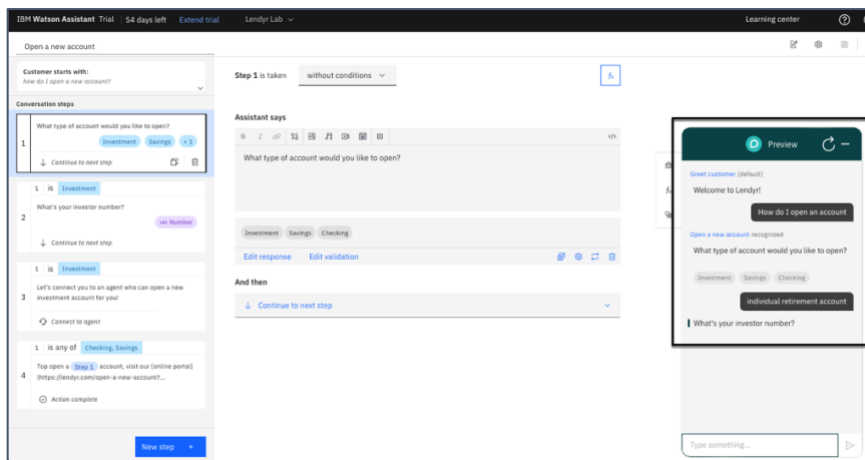 IBM Watson Assistant Trial 54 days left Extend trial Lendyr Lab Learning center
Open a new account
Customer starts with:
how do I open a new account?
Conversation steps
1
What type of account would you like to open?
Investment Savings + 1
Continue to next step
2
1 is Investment
What's your investor number?
Number
Continue to next step
3
1 is Investment
Let's connect you to an agent who can open a new
investment account for you!
Connect to agent
4
1 is any of Checking, Savings
Top open a Step 1 account, visit our [online portal]
(https://lendyr.com/open-a-new-account?...
Action complete
New step +
Step 1 is taken without conditions
fx
Assistant says
B I
</>
What type of account would you like to open?
Investment Savings Checking
Edit response Edit validation
And then
Continue to next step
Preview
Greet customer [default]
Welcome to Lendyr!
How do I open an account
Open a new account recognized
What type of account would you like to open?
Investment Savings Checking
individual retirement account
What's your investor number?
Type something...